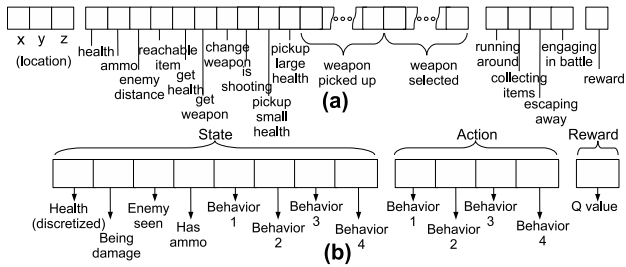 x y z
(location)
health
ammo
enemy
distance
reachable
item
get
health
get
weapon
change
weapon
is
shooting
pickup
small
health
pickup
large
health
weapon
picked up
weapon
selected
running
around
collecting
items
escaping
away
engaging
in battle
reward
(a)
State
Action
Reward
Health
(discretized)
Being
damage
Enemy
seen
Has
ammo
Behavior
1
Behavior
2
Behavior
3
Behavior
4
Behavior
1
Behavior
2
Behavior
3
Behavior
4
Q value
(b)